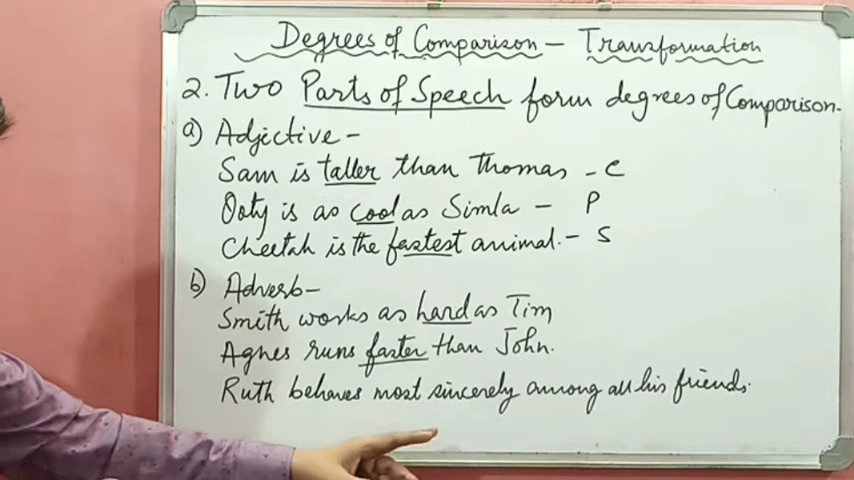 Degrees of Comparison - Transformation
2. Two Parts of Speech form degrees of Comparison.
a) Adjective -
Sam is taller than Thomas - C
Ooty is as cool as Simla - P
Cheetah is the fastest animal. - S
b) Adverb -
Smith works as hard as Tim
Agnes runs faster than John.
Ruth behaves most sincerely among all his friends.